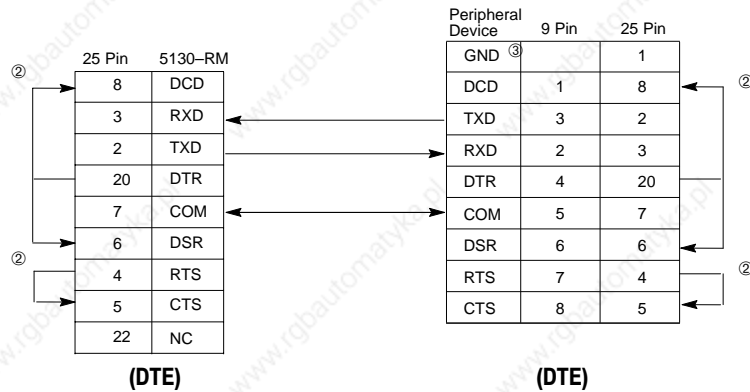 Peripheral
Device 9 Pin 25 Pin
25 Pin 5130–RM
GND ③ 1
② 8 DCD
DCD 1 8 ②
3 RXD
TXD 3 2
2 TXD
RXD 2 3
20 DTR
DTR 4 20
7 COM
COM 5 7
6 DSR
DSR 6 6
② 4 RTS
RTS 7 4 ②
5 CTS
CTS 8 5
22 NC
(DTE) (DTE)
www.rgbautomatyka.pl